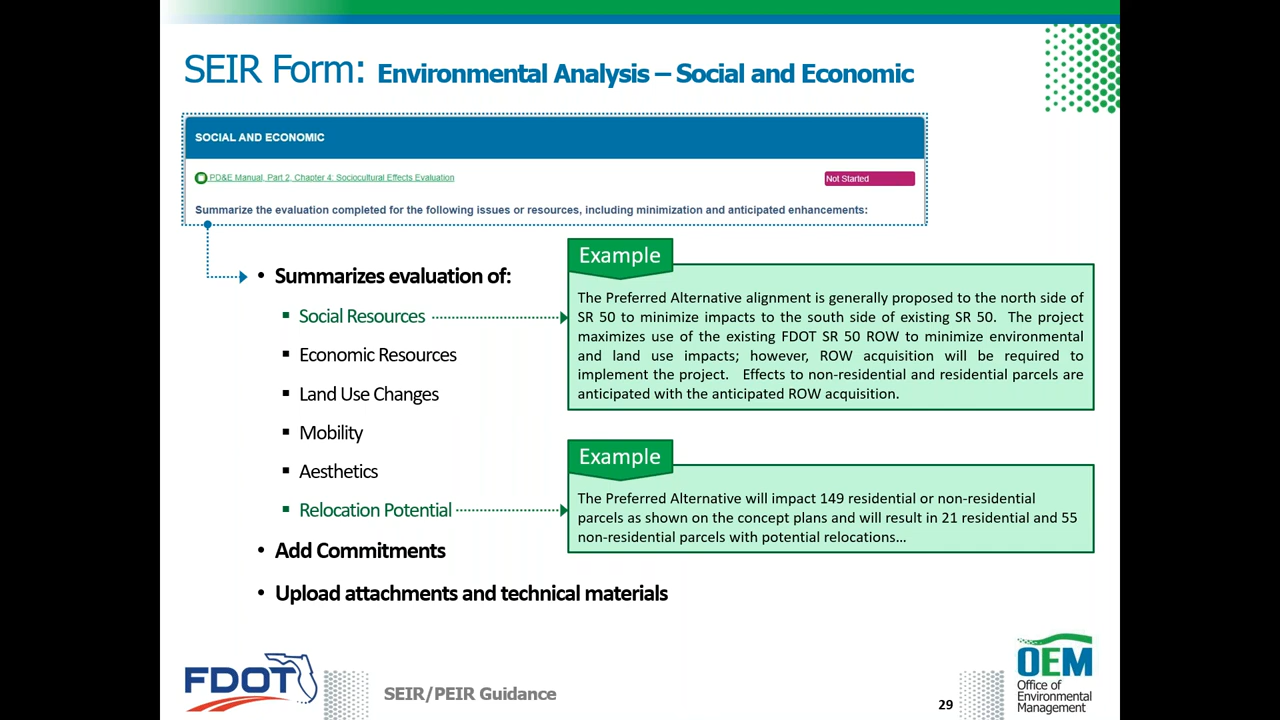 SEIR Form: Environmental Analysis – Social and Economic
SOCIAL AND ECONOMIC
PD&E Manual, Part 2, Chapter 4: Sociocultural Effects Evaluation
Not Started
Summarize the evaluation completed for the following issues or resources, including minimization and anticipated enhancements:
• Summarizes evaluation of:
▪ Social Resources
▪ Economic Resources
▪ Land Use Changes
▪ Mobility
▪ Aesthetics
▪ Relocation Potential
• Add Commitments
• Upload attachments and technical materials
Example
The Preferred Alternative alignment is generally proposed to the north side of
SR 50 to minimize impacts to the south side of existing SR 50. The project
maximizes use of the existing FDOT SR 50 ROW to minimize environmental
and land use impacts; however, ROW acquisition will be required to
implement the project. Effects to non-residential and residential parcels are
anticipated with the anticipated ROW acquisition.
Example
The Preferred Alternative will impact 149 residential or non-residential
parcels as shown on the concept plans and will result in 21 residential and 55
non-residential parcels with potential relocations…
FDOT
SEIR/PEIR Guidance
29
OEM
Office of
Environmental
Management